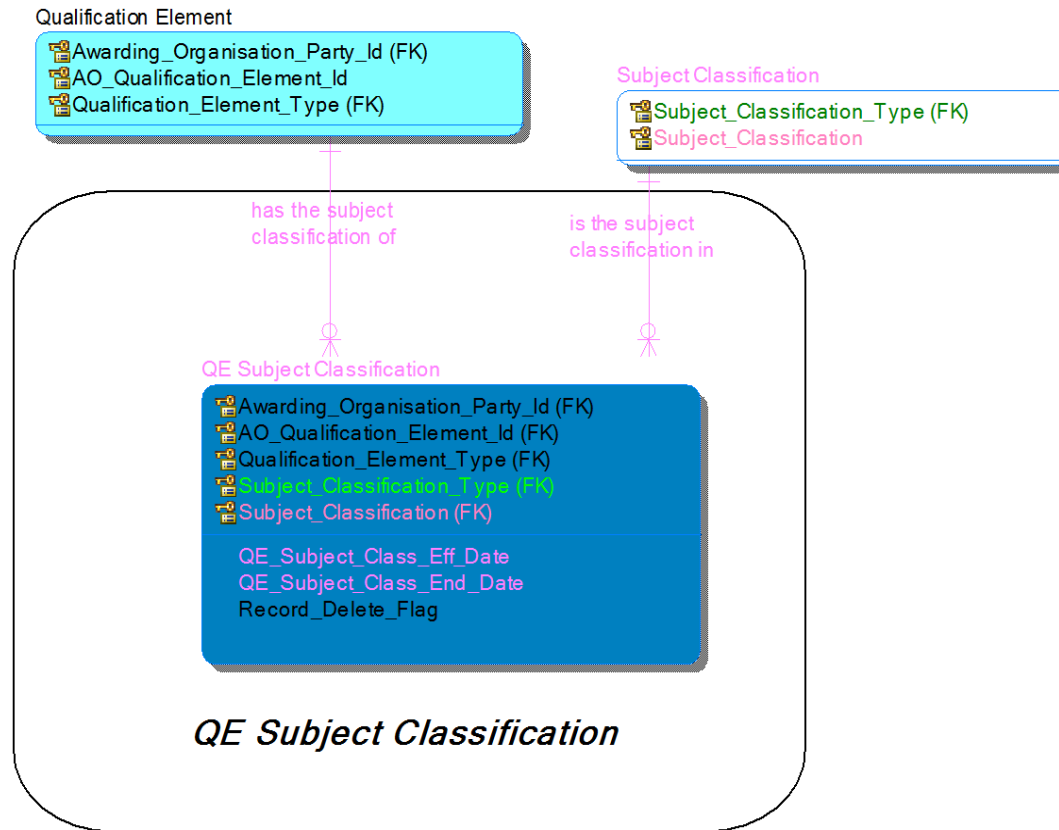 Qualification Element
Awarding_Organisation_Party_Id (FK)
AO_Qualification_Element_Id
Qualification_Element_Type (FK)
Subject Classification
Subject_Classification_Type (FK)
Subject_Classification
has the subject
classification of
is the subject
classification in
QE Subject Classification
Awarding_Organisation_Party_Id (FK)
AO_Qualification_Element_Id (FK)
Qualification_Element_Type (FK)
Subject_Classification_Type (FK)
Subject_Classification (FK)
QE_Subject_Class_Eff_Date
QE_Subject_Class_End_Date
Record_Delete_Flag
QE Subject Classification